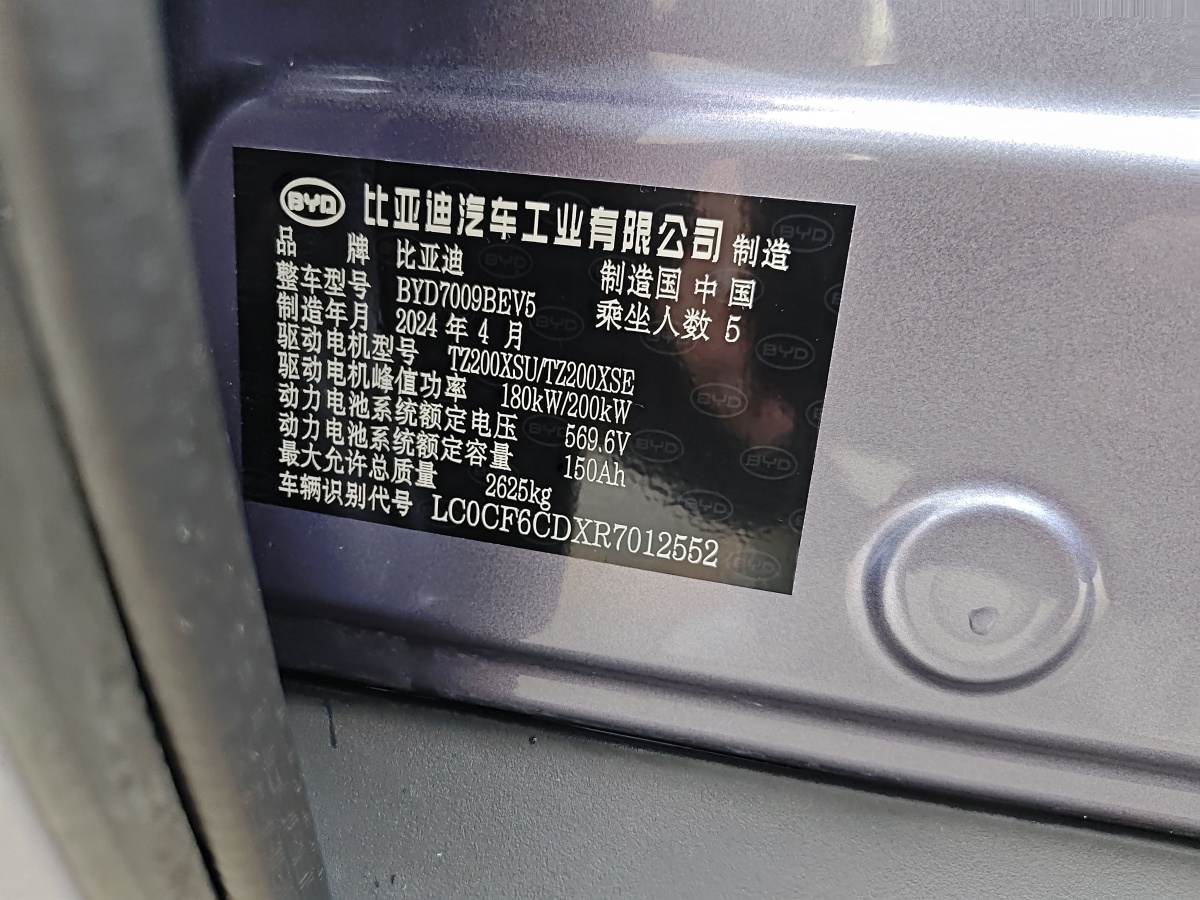 BYD 比亚迪汽车工业有限公司 制造
品 牌 比亚迪 制造国 中国
整车型号 BYD7009BEV5 乘坐人数 5
制造年月 2024 年 4 月
驱动电机型号 TZ200XSU/TZ200XSE
驱动电机峰值功率 180kW/200kW
动力电池系统额定电压 569.6V
动力电池系统额定容量 150Ah
最大允许总质量 2625kg
车辆识别代号 LC0CF6CDXR7012552